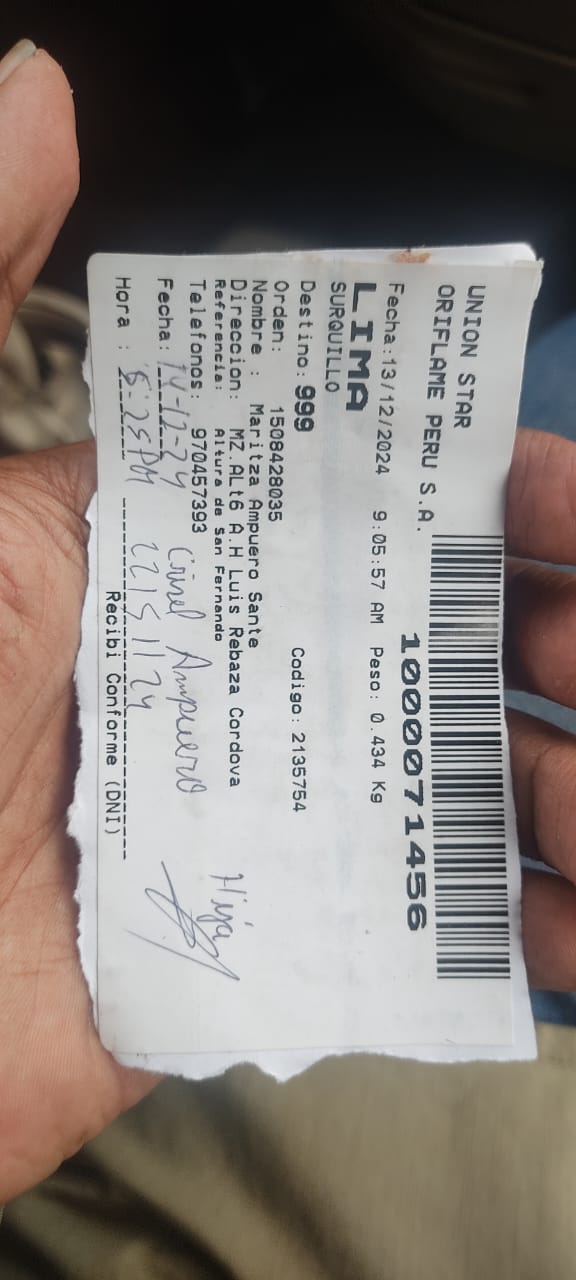 UNION STAR
ORIFLAME PERU S.A.
1000071456
Fecha:13/12/2024 9:05:57 AM Peso: 0.434 Kg
LIMA
SURQUILLO
Destino: 999 Codigo: 2135754
Orden: 1508428035
Nombre : Maritza Ampuero Sante
Direccion: MZ.ALt6 A.H Luis Rebaza Cordova
Referencia: Altura de San Fernando
Telefonos: 970457393
Hija
Fecha: 14-12-24 Ampuero
Hora : 5:25PM
Recibi Conforme (DNI)